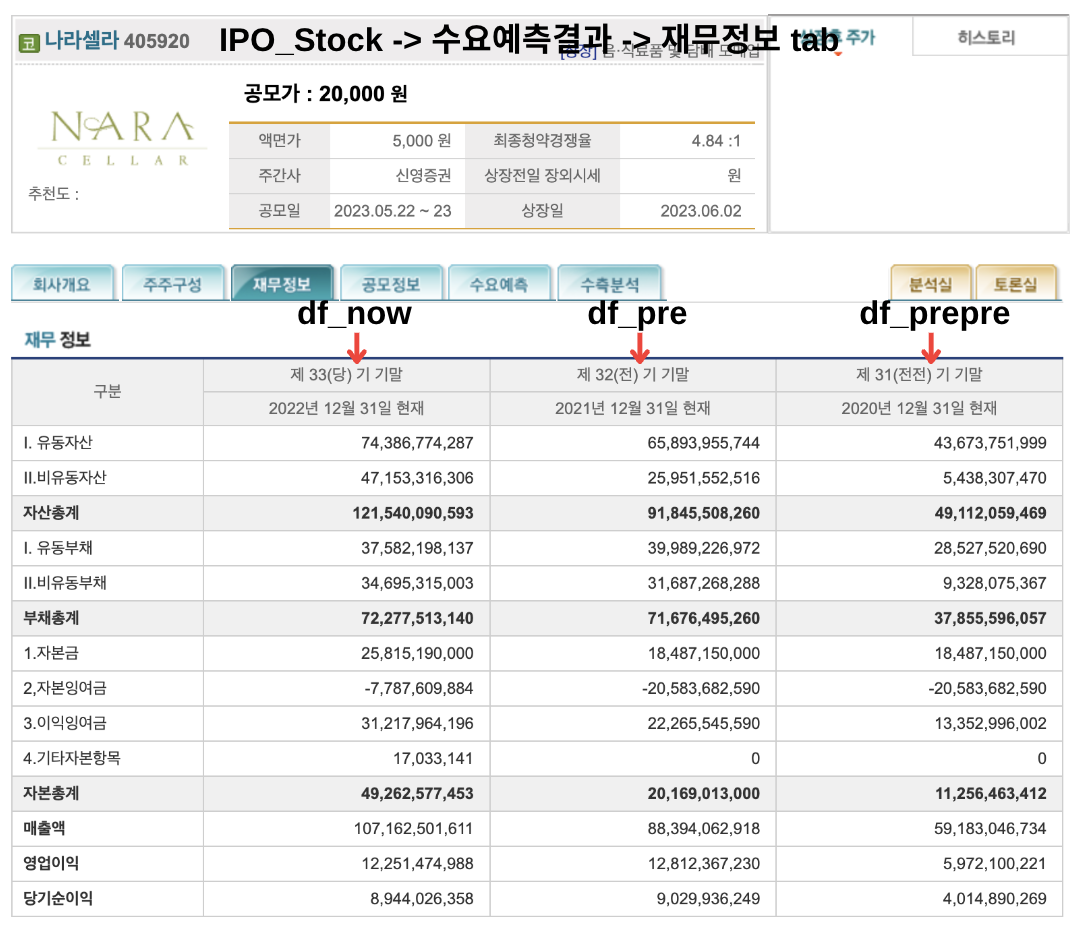 코 나라셀라 405920
IPO_Stock -> 수요예측결과 -> 재무정보 tab
[상장] 음·식료품 및 담배 도매업
상장후 주가
히스토리
NARA
CELLAR
추천도 :
공모가 : 20,000 원
액면가 5,000 원 최종청약경쟁율 4.84 :1
주간사 신영증권 상장전일 장외시세 원
공모일 2023.05.22 ~ 23 상장일 2023.06.02
회사개요 주주구성 재무정보 공모정보 수요예측 수측분석 분석실 토론실
df_now df_pre df_prepre
재무 정보
구분 제 33(당) 기 기말 제 32(전) 기 기말 제 31(전전) 기 기말
2022년 12월 31일 현재 2021년 12월 31일 현재 2020년 12월 31일 현재
I. 유동자산 74,386,774,287 65,893,955,744 43,673,751,999
II.비유동자산 47,153,316,306 25,951,552,516 5,438,307,470
자산총계 121,540,090,593 91,845,508,260 49,112,059,469
I. 유동부채 37,582,198,137 39,989,226,972 28,527,520,690
II.비유동부채 34,695,315,003 31,687,268,288 9,328,075,367
부채총계 72,277,513,140 71,676,495,260 37,855,596,057
1.자본금 25,815,190,000 18,487,150,000 18,487,150,000
2,자본잉여금 -7,787,609,884 -20,583,682,590 -20,583,682,590
3.이익잉여금 31,217,964,196 22,265,545,590 13,352,996,002
4.기타자본항목 17,033,141 0 0
자본총계 49,262,577,453 20,169,013,000 11,256,463,412
매출액 107,162,501,611 88,394,062,918 59,183,046,734
영업이익 12,251,474,988 12,812,367,230 5,972,100,221
당기순이익 8,944,026,358 9,029,936,249 4,014,890,269